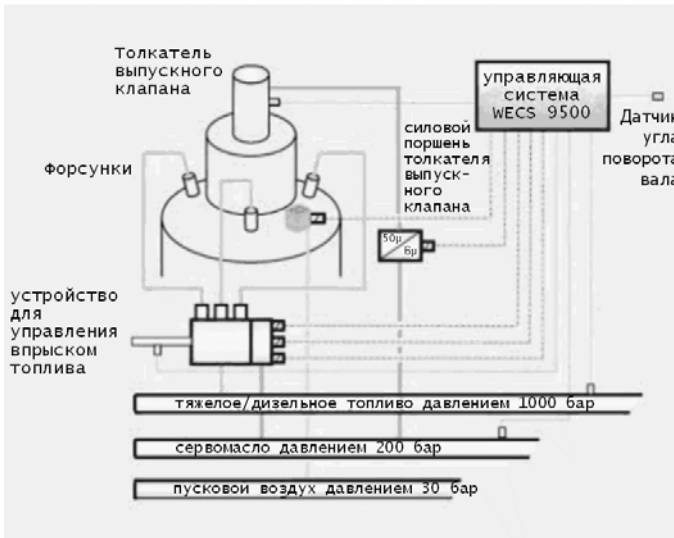 Толкатель
выпускного
клапана
управляющая
система
WECS 9500
Датчик
угла
поворота
вала
силовой
поршень
толкателя
выпуск-
ного
клапана
Форсунки
50µ
6µ
устройство
для
управления
впрыском
топлива
тяжелое/дизельное топливо давлением 1000 бар
сервомасло давлением 200 бар
пусковои воздух давлением 30 бар